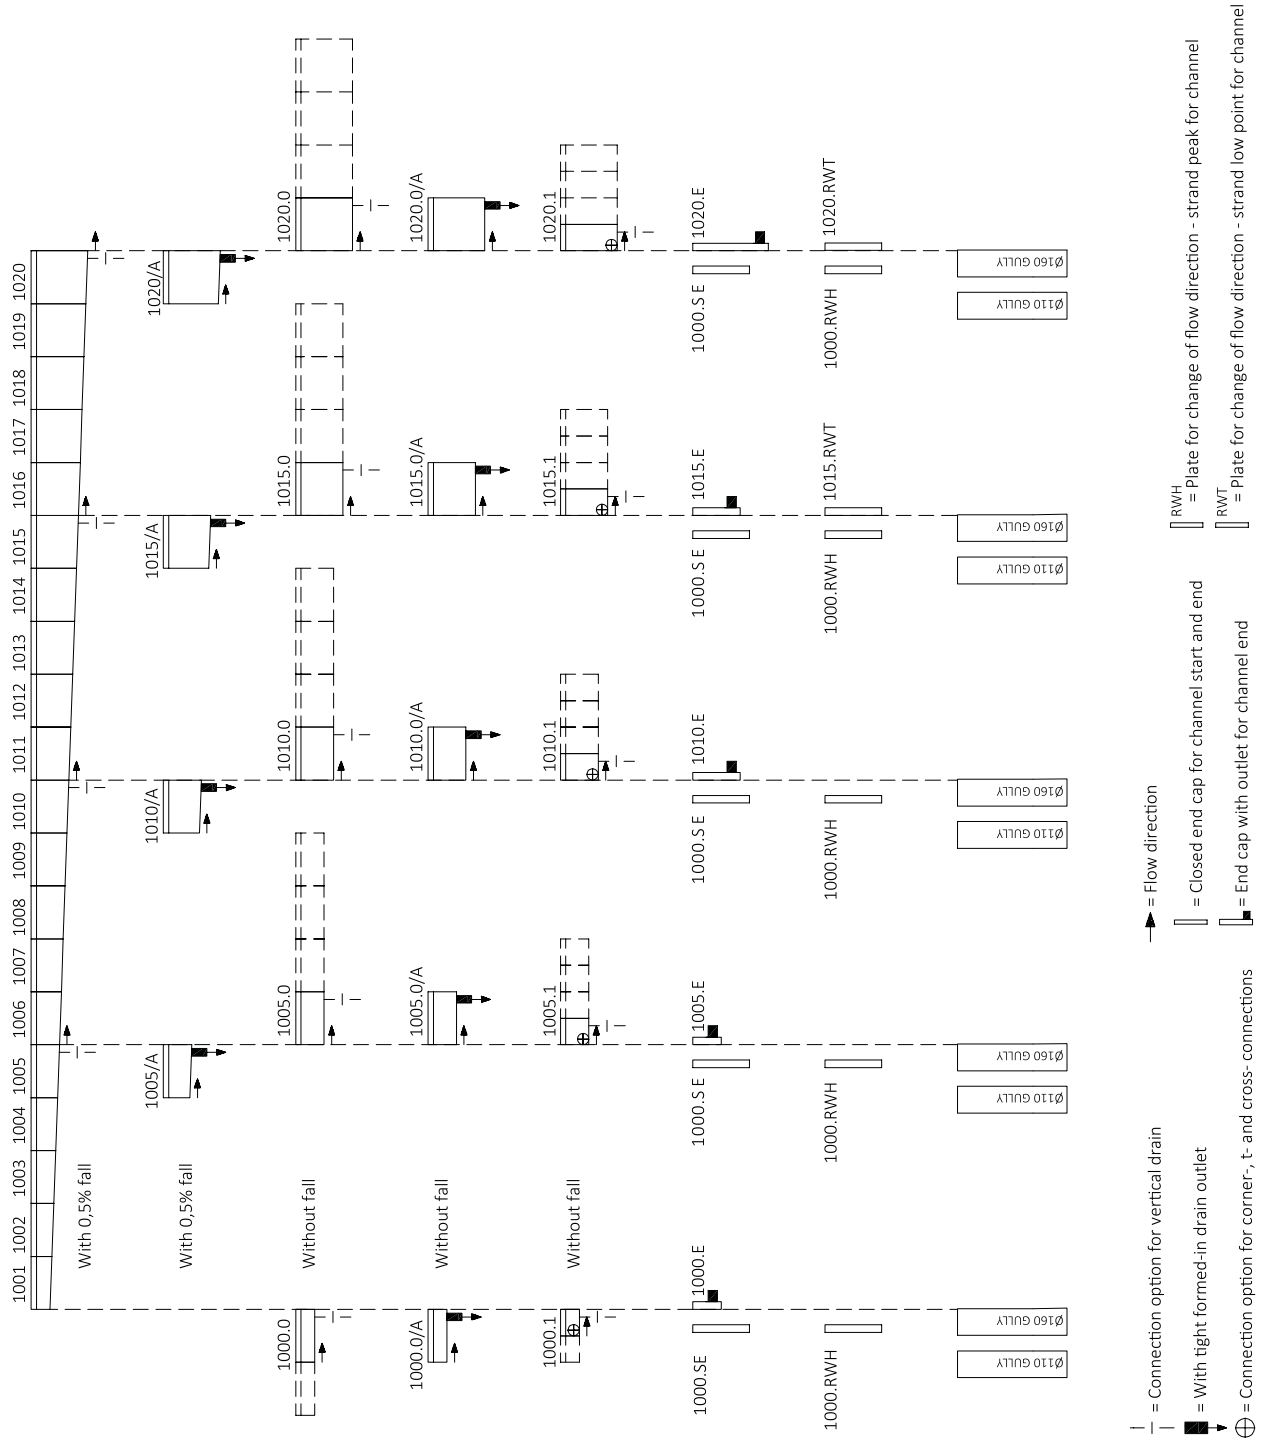 1001 1002 1003 1004 1005 1006 1007 1008 1009 1010 1011 1012 1013 1014 1015 1016 1017 1018 1019 1020
With 0,5% fall
With 0,5% fall
1005/A 1010/A 1015/A 1020/A
1000.0
Without fall
1005.0 1010.0 1015.0 1020.0
1000.0/A
Without fall
1005.0/A 1010.0/A 1015.0/A 1020.0/A
1000.1
Without fall
1005.1 1010.1 1015.1 1020.1
1000.SE 1000.E 1000.SE 1005.E 1000.SE 1010.E 1000.SE 1015.E 1000.SE 1020.E
1000.RWH 1000.RWH 1000.RWH 1000.RWH 1015.RWT 1000.RWH 1020.RWT
Ø110 GULLY Ø160 GULLY Ø110 GULLY Ø160 GULLY Ø110 GULLY Ø160 GULLY Ø110 GULLY Ø160 GULLY Ø110 GULLY Ø160 GULLY
= Connection option for vertical drain
= With tight formed-in drain outlet
= Connection option for corner-, t- and cross- connections
= Flow direction
= Closed end cap for channel start and end
= End cap with outlet for channel end
RWH
= Plate for change of flow direction - strand peak for channel
RWT
= Plate for change of flow direction - strand low point for channel